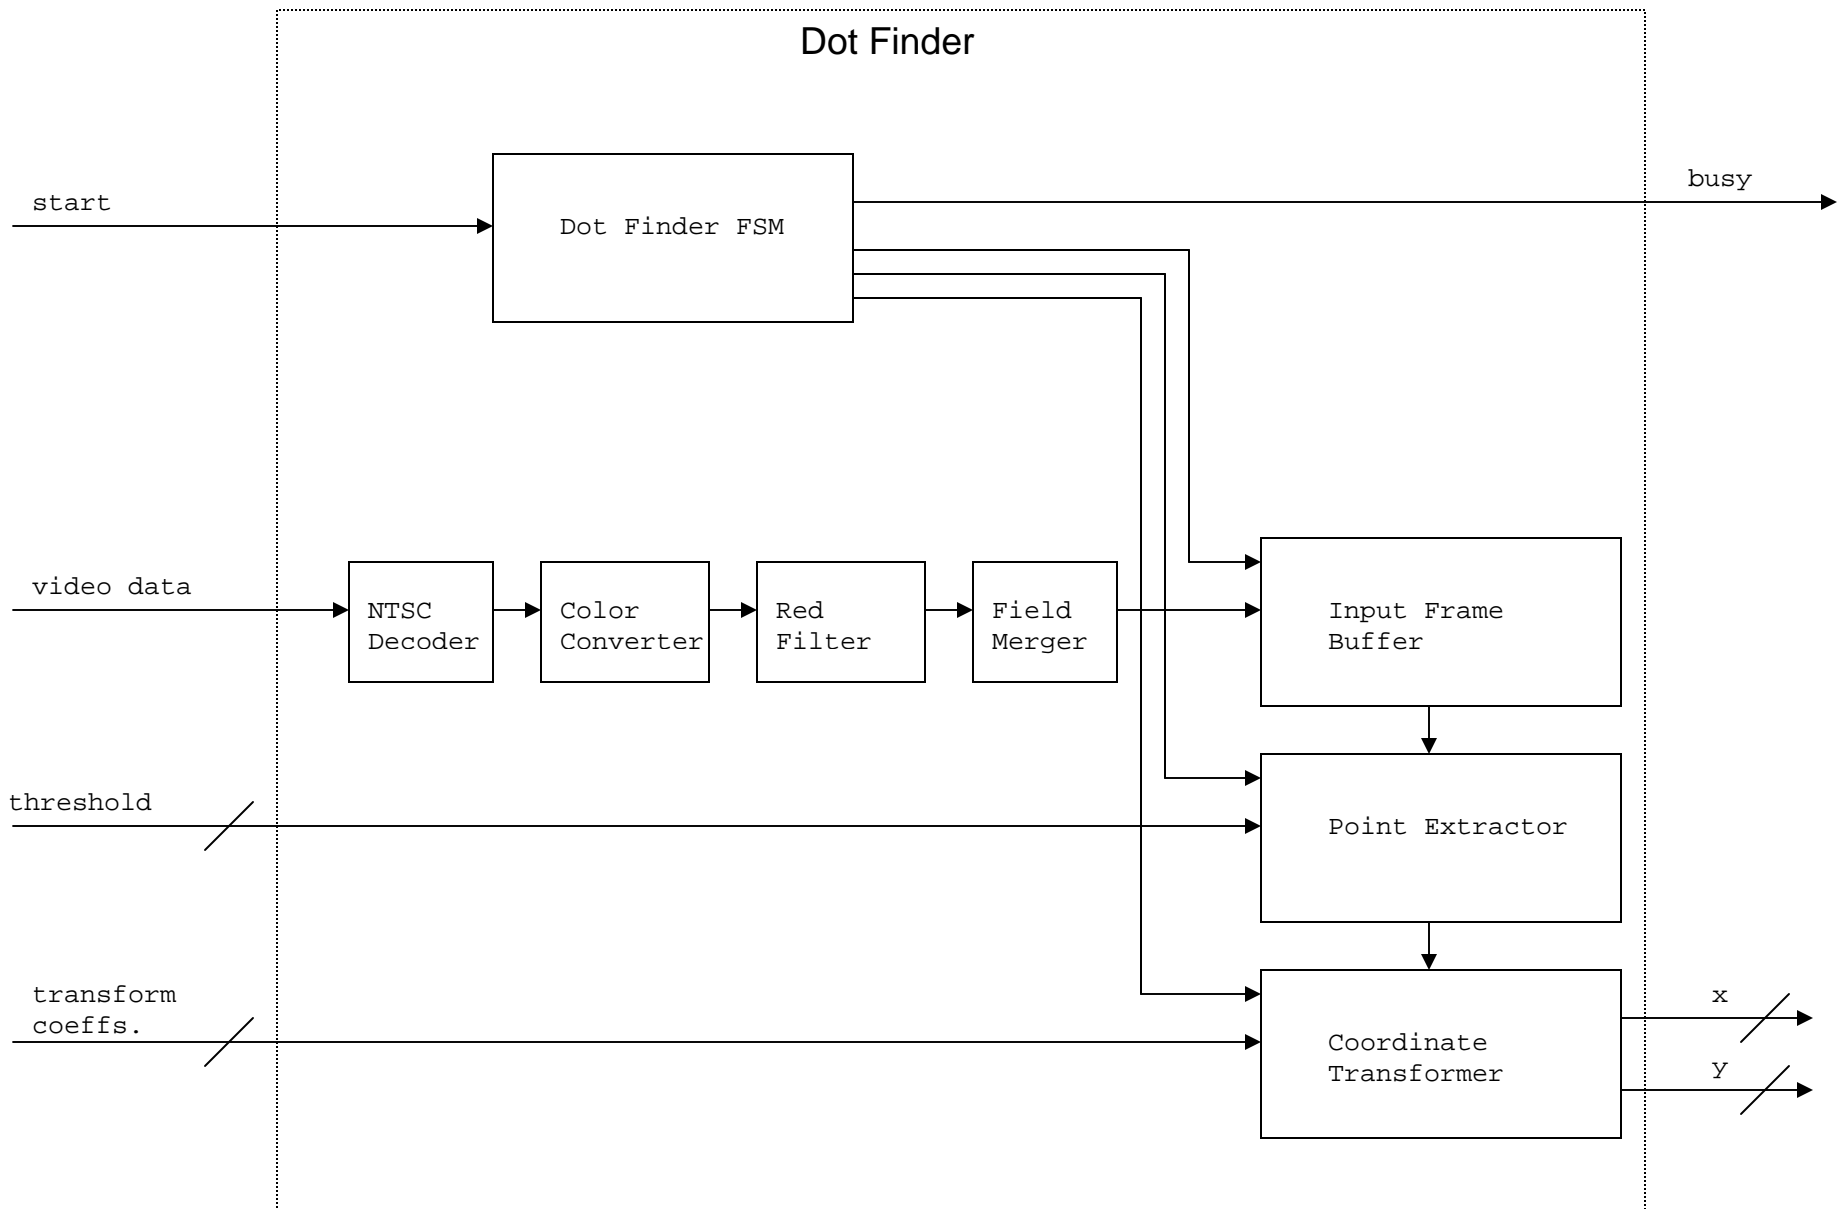 Dot Finder
start
Dot Finder FSM
busy
video data
NTSC
Decoder
Color
Converter
Red
Filter
Field
Merger
Input Frame
Buffer
threshold
Point Extractor
transform
coeffs.
Coordinate
Transformer
x
y